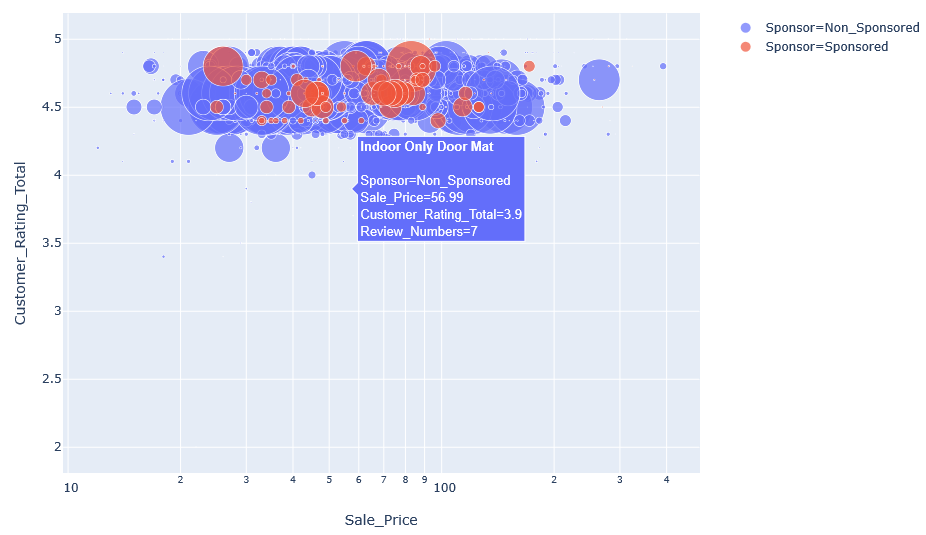 Sponsor=Non_Sponsored
Sponsor=Sponsored
5
4.5
4
3.5
3
2.5
2
Customer_Rating_Total
Indoor Only Door Mat
Sponsor=Non_Sponsored
Sale_Price=56.99
Customer_Rating_Total=3.9
Review_Numbers=7
10 2 3 4 5 6 7 8 9 100 2 3 4
Sale_Price